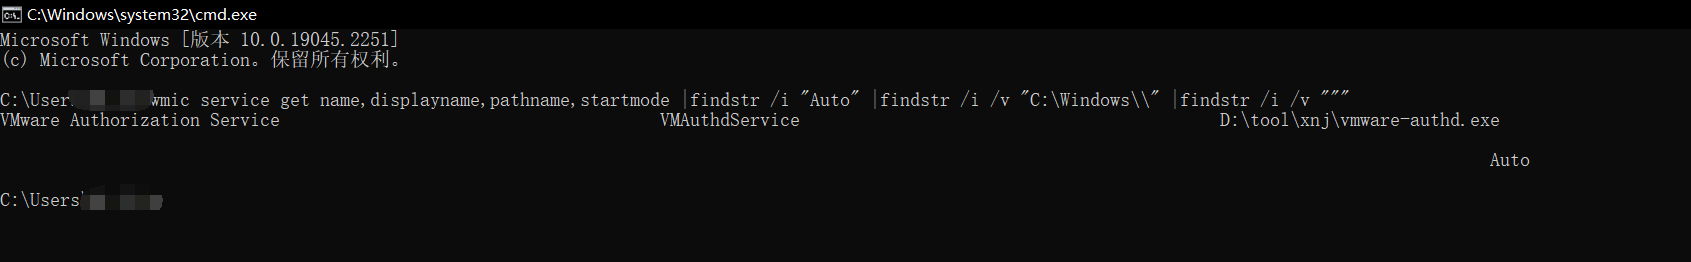 C:\Windows\system32\cmd.exe
Microsoft Windows [版本 10.0.19045.2251]
(c) Microsoft Corporation。保留所有权利。
C:\User wmic service get name,displayname,pathname,startmode |findstr /i "Auto" |findstr /i /v "C:\Windows\\" |findstr /i /v """
VMware Authorization Service VMAuthdService D:\tool\xnj\vmware-authd.exe
Auto
C:\Users